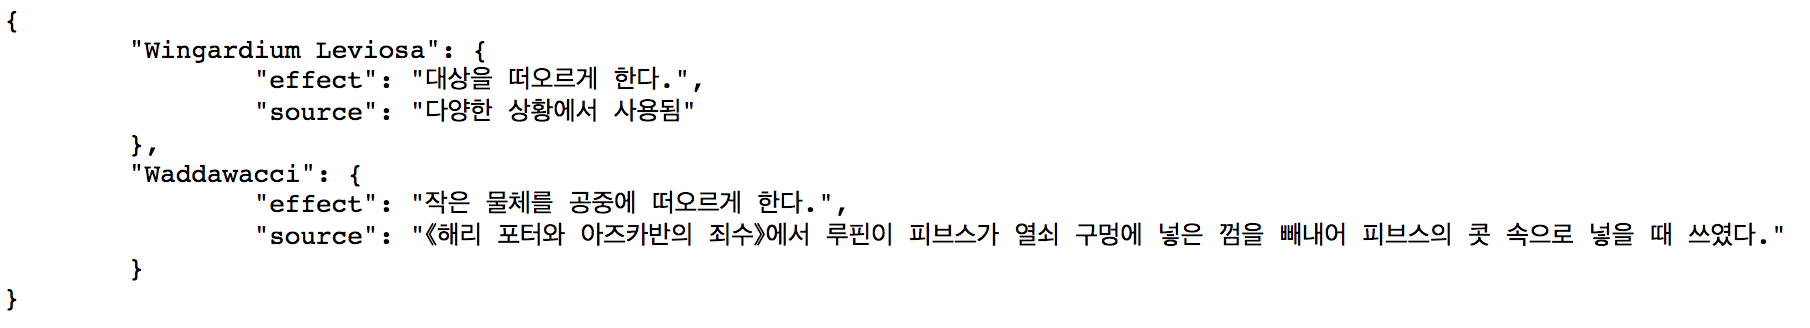 {
"Wingardium Leviosa": {
"effect": "대상을 떠오르게 한다.",
"source": "다양한 상황에서 사용됨"
},
"Waddawacci": {
"effect": "작은 물체를 공중에 떠오르게 한다.",
"source": "《해리 포터와 아즈카반의 죄수》에서 루핀이 피브스가 열쇠 구멍에 넣은 껌을 빼내어 피브스의 콧 속으로 넣을 때 쓰였다."
}
}